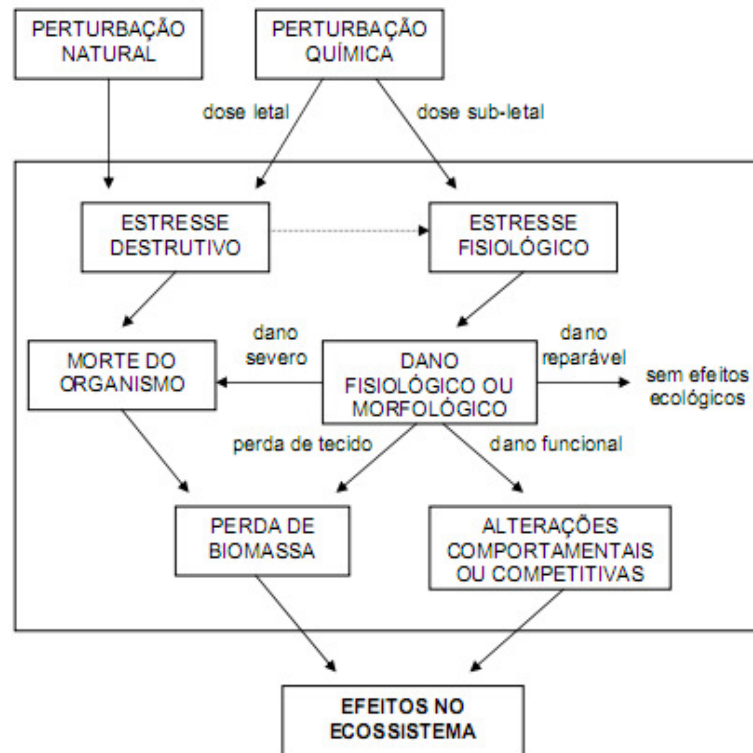 PERTURBAÇÃO
NATURAL
PERTURBAÇÃO
QUÍMICA
dose letal
dose sub-letal
ESTRESSE
DESTRUTIVO
ESTRESSE
FISIOLÓGICO
dano
severo
dano
reparável
MORTE DO
ORGANISMO
DANO
FISIOLÓGICO OU
MORFOLÓGICO
sem efeitos
ecológicos
perda de tecido
dano funcional
PERDA DE
BIOMASSA
ALTERAÇÕES
COMPORTAMENTAIS
OU COMPETITIVAS
EFEITOS NO
ECOSSISTEMA